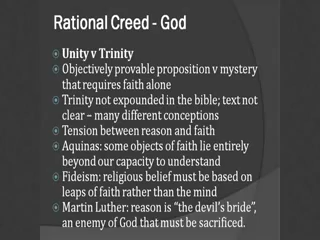 Rational Creed - God
Unity v Trinity
Objectively provable proposition v mystery
that requires faith alone
Trinity not expounded in the bible; text not
clear – many different conceptions
Tension between reason and faith
Aquinas: some objects of faith lie entirely
beyond our capacity to understand
Fideism: religious belief must be based on
leaps of faith rather than the mind
Martin Luther: reason is “the devil’s bride”,
an enemy of God that must be sacrificed.